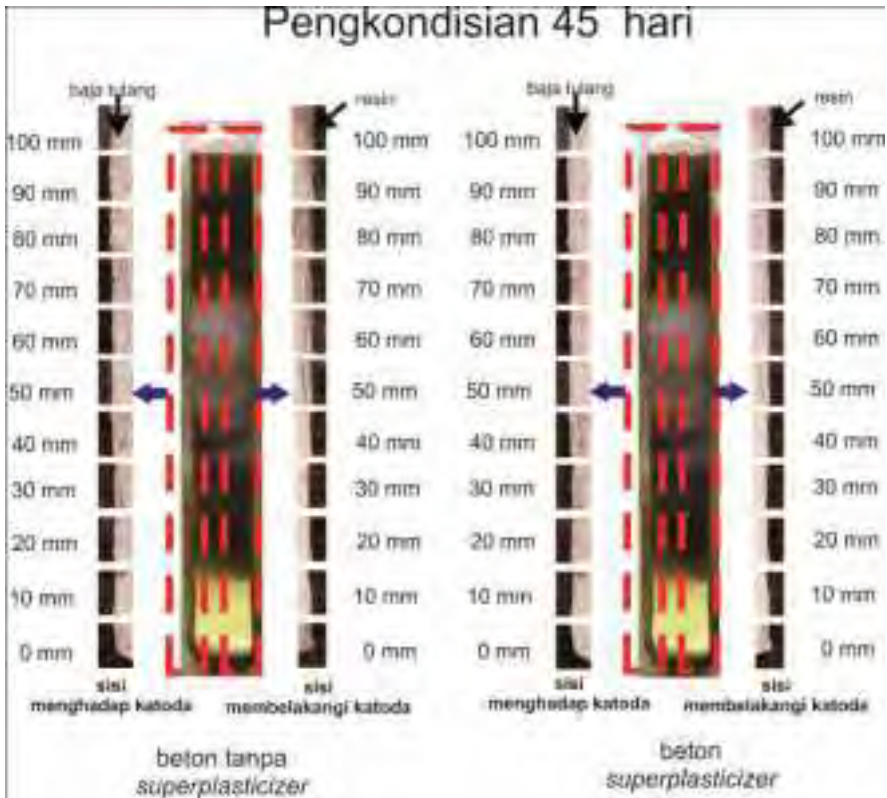 Pengkondisian 45 hari
baja tulang
resin
100 mm
90 mm
80 mm
70 mm
60 mm
50 mm
40 mm
30 mm
20 mm
10 mm
0 mm
100 mm
90 mm
80 mm
70 mm
60 mm
50 mm
40 mm
30 mm
20 mm
10 mm
0 mm
sisi
menghadap katoda
sisi
membelakangi katoda
beton tanpa
superplasticizer
baja tulang
resin
100 mm
90 mm
80 mm
70 mm
60 mm
50 mm
40 mm
30 mm
20 mm
10 mm
0 mm
100 mm
90 mm
80 mm
70 mm
60 mm
50 mm
40 mm
30 mm
20 mm
10 mm
0 mm
sisi
menghadap katoda
sisi
membelakangi katoda
beton
superplasticizer